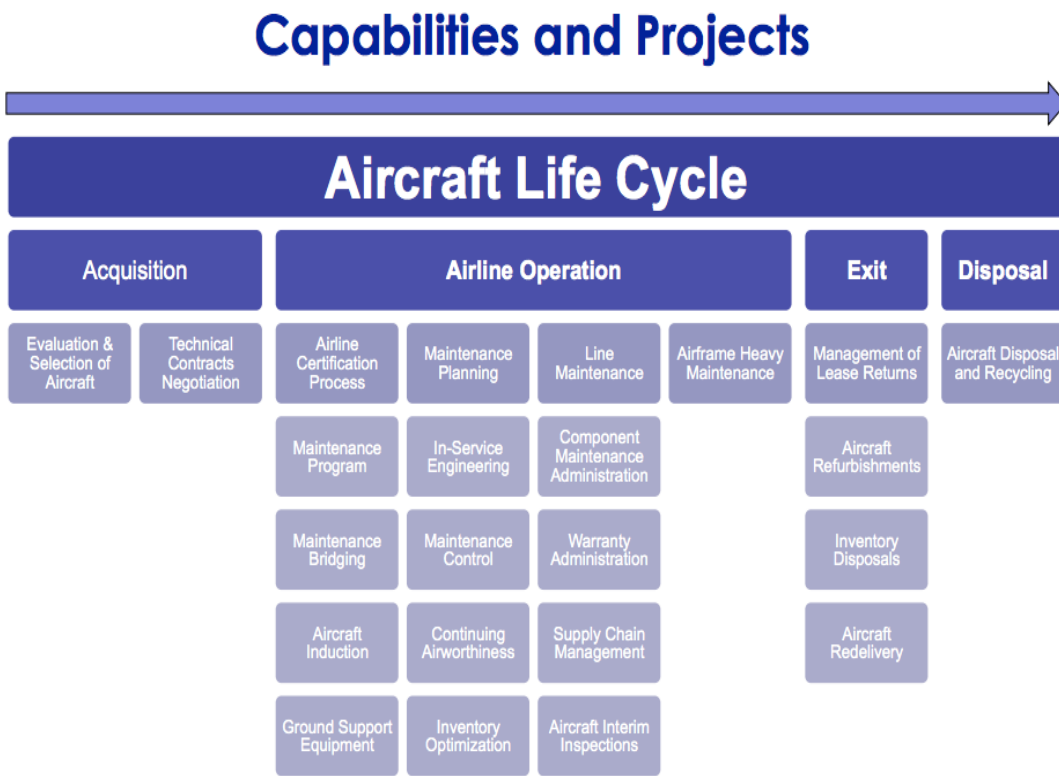 Capabilities and Projects
Aircraft Life Cycle
Acquisition
Airline Operation
Exit
Disposal
Evaluation &
Selection of
Aircraft
Technical
Contracts
Negotiation
Airline
Certification
Process
Maintenance
Planning
Line
Maintenance
Airframe Heavy
Maintenance
Management of
Lease Returns
Aircraft Disposal
and Recycling
Maintenance
Program
In-Service
Engineering
Component
Maintenance
Administration
Aircraft
Refurbishments
Maintenance
Bridging
Maintenance
Control
Warranty
Administration
Inventory
Disposals
Aircraft
Induction
Continuing
Airworthiness
Supply Chain
Management
Aircraft
Redelivery
Ground Support
Equipment
Inventory
Optimization
Aircraft Interim
Inspections